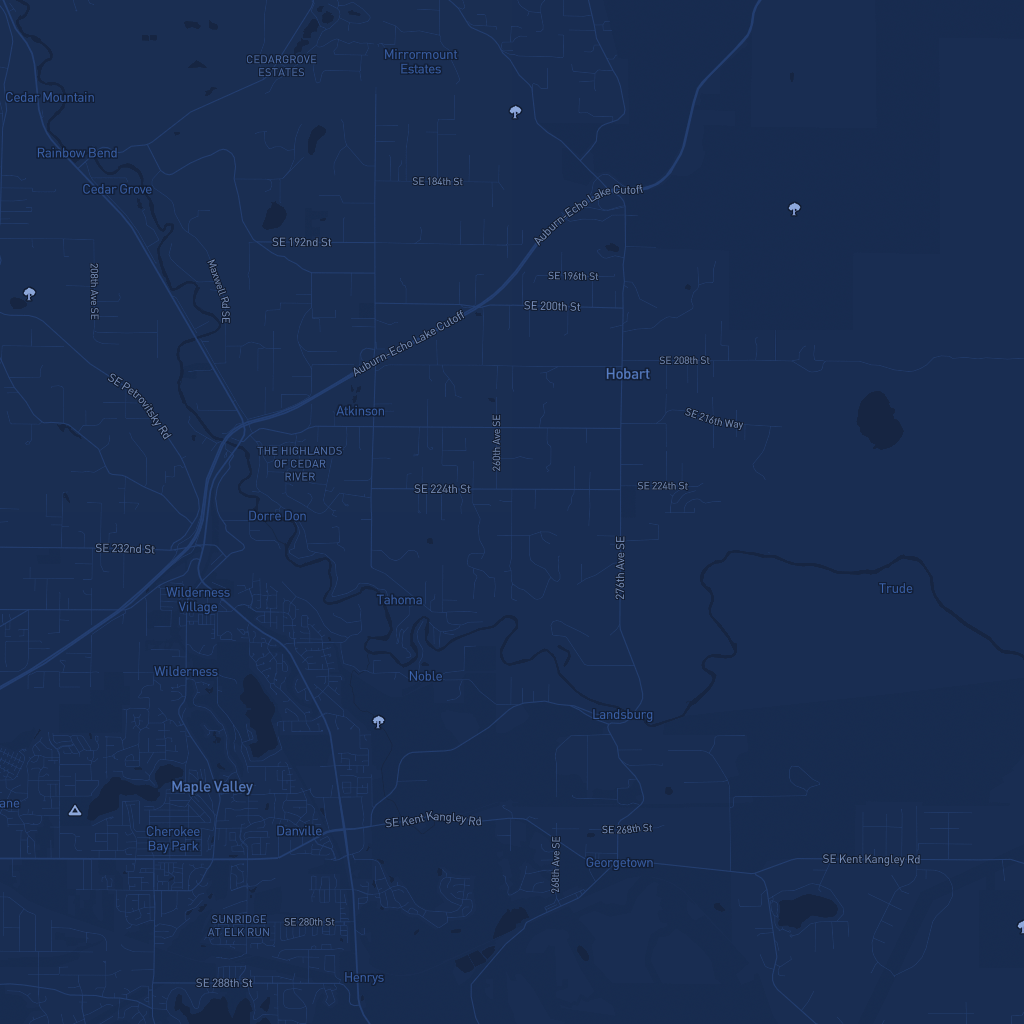 CEDARGROVE
ESTATES
Mirrormount
Estates
Cedar Mountain
Rainbow Bend
Cedar Grove
SE 184th St
Auburn-Echo Lake Cutoff
SE 192nd St
208th Ave SE
Maxwell Rd SE
SE 196th St
SE 200th St
Auburn-Echo Lake Cutoff
SE 208th St
Hobart
SE Petrovitsky Rd
Atkinson
SE 216th Way
260th Ave SE
THE HIGHLANDS
OF CEDAR
RIVER
SE 224th St
SE 224th St
Dorre Don
SE 232nd St
276th Ave SE
Wilderness
Village
Tahoma
Trude
Wilderness
Noble
Landsburg
Maple Valley
ane
Cherokee
Bay Park
Danville
SE Kent Kangley Rd
SE 268th St
268th Ave SE
Georgetown
SE Kent Kangley Rd
SUNRIDGE
AT ELK RUN
SE 280th St
Henrys
SE 288th St